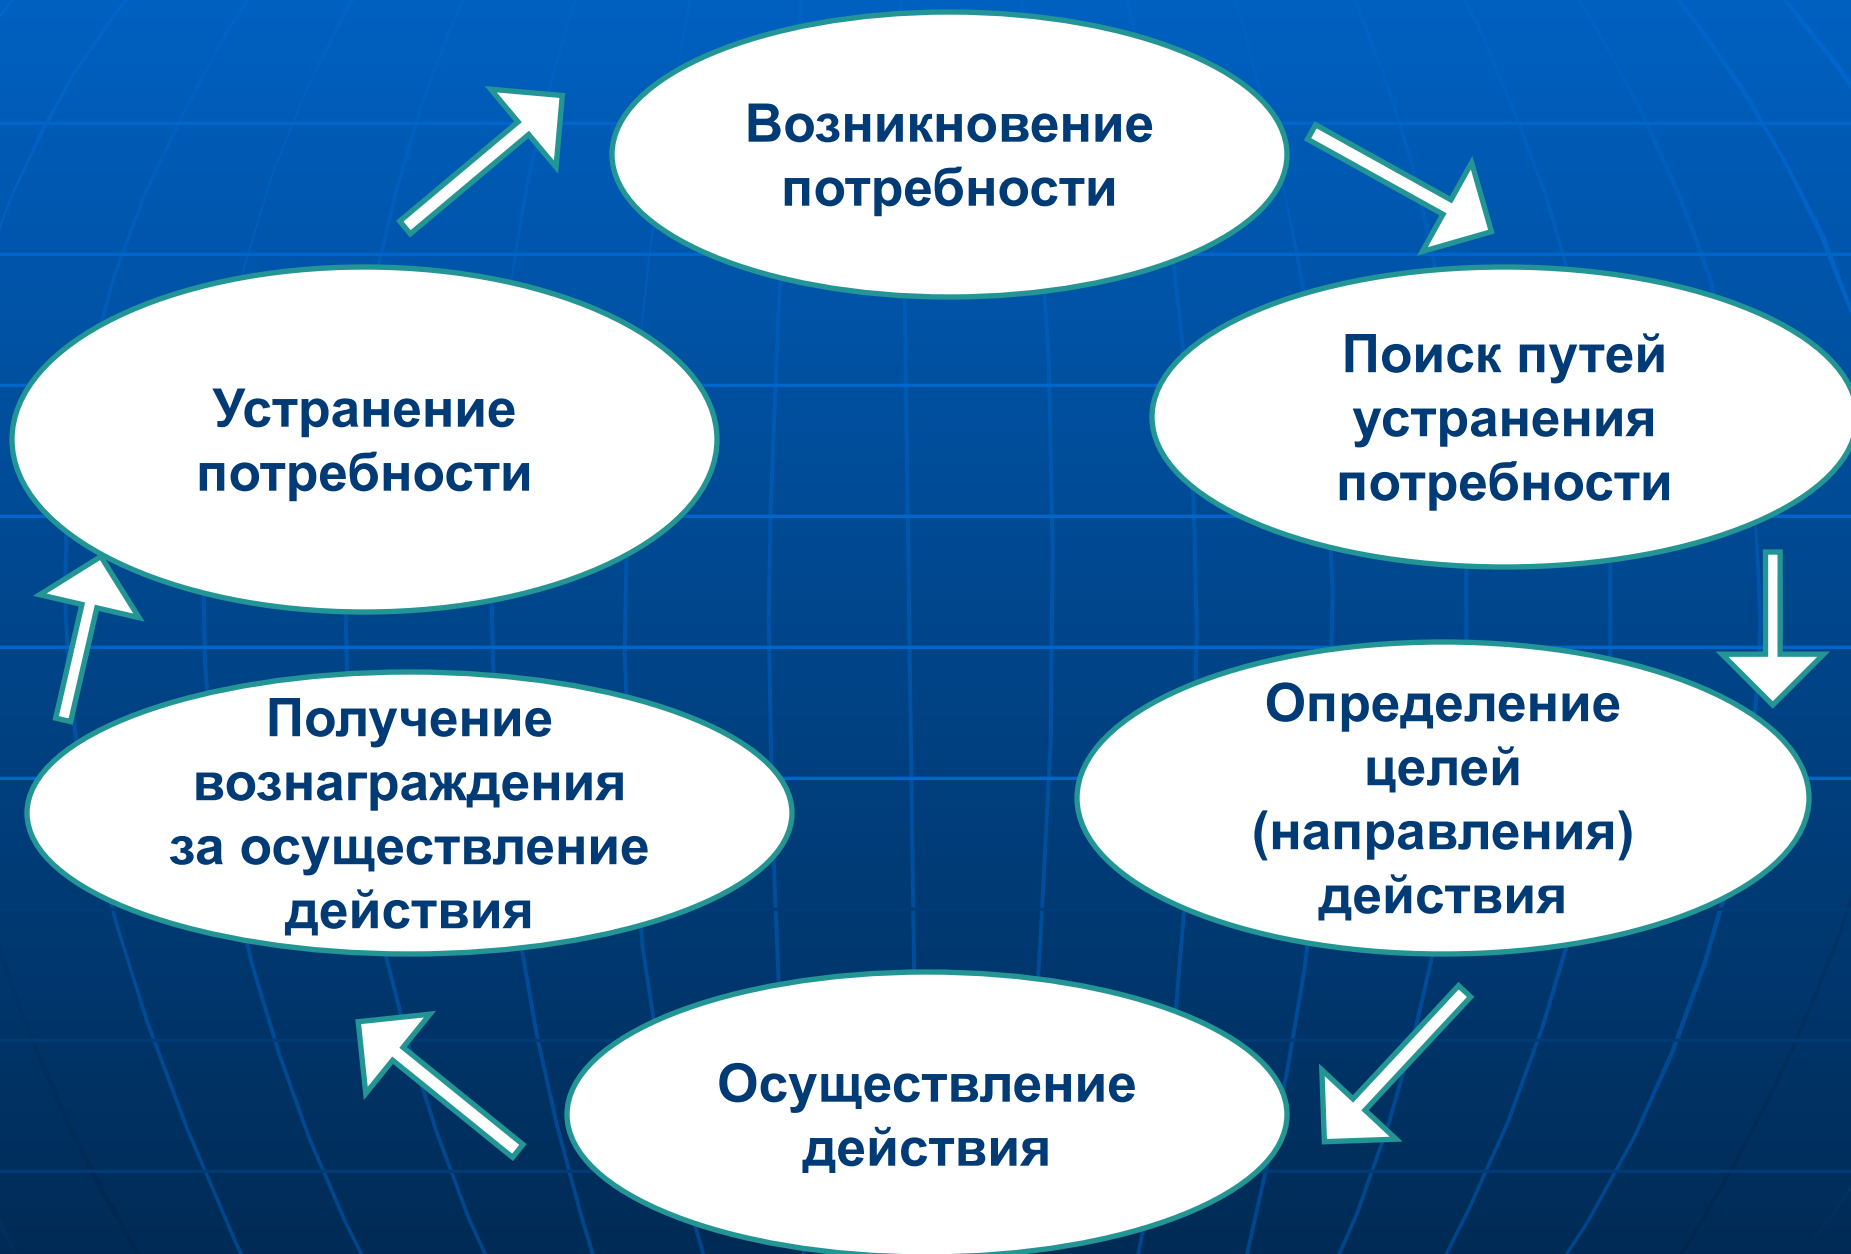 Возникновение
потребности
Поиск путей
устранения
потребности
Определение
целей
(направления)
действия
Осуществление
действия
Получение
вознаграждения
за осуществление
действия
Устранение
потребности